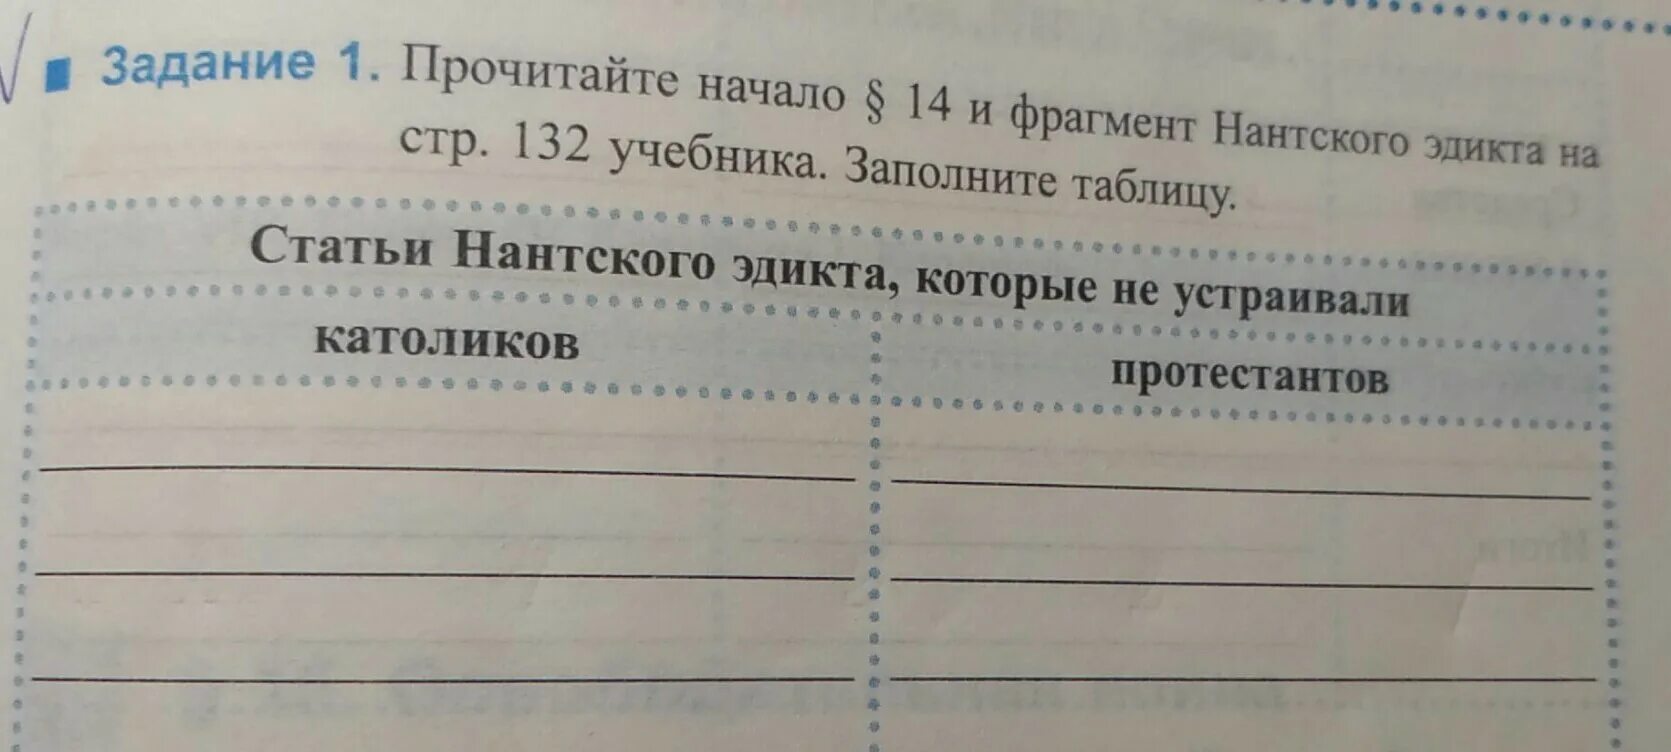 Задание 1. Прочитайте начало § 14 и фрагмент Нантского эдикта на
стр. 132 учебника. Заполните таблицу.
Статьи Нантского эдикта, которые не устраивали
католиков
протестантов